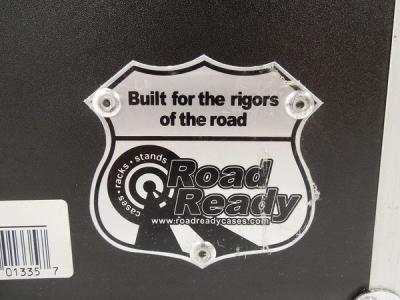 Built for the rigors
of the road
cases • racks • stands
Road
Ready
www.roadreadycases.com
01335 7